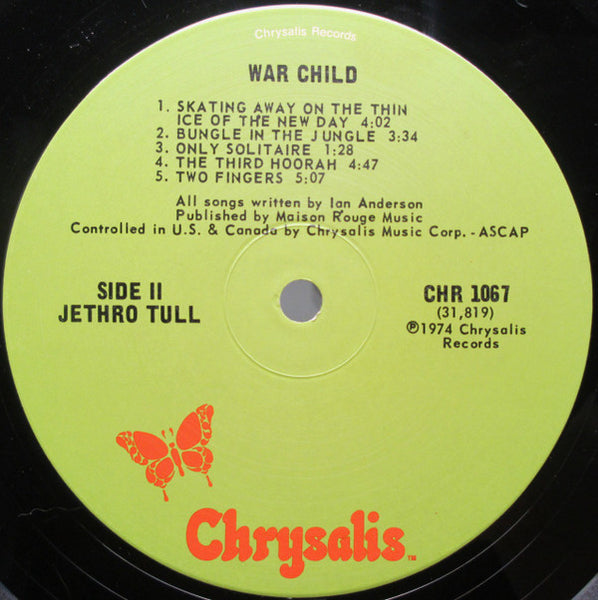 Chrysalis Records
WAR CHILD
1. SKATING AWAY ON THE THIN
ICE OF THE NEW DAY 4:02
2. BUNGLE IN THE JUNGLE 3:34
3. ONLY SOLITAIRE 1:28
4. THE THIRD HOORAH 4:47
5. TWO FINGERS 5:07
All songs written by Ian Anderson
Published by Maison Rouge Music
Controlled in U.S. & Canada by Chrysalis Music Corp. - ASCAP
SIDE II
JETHRO TULL
CHR 1067
(31,819)
℗1974 Chrysalis
Records
Chrysalis™